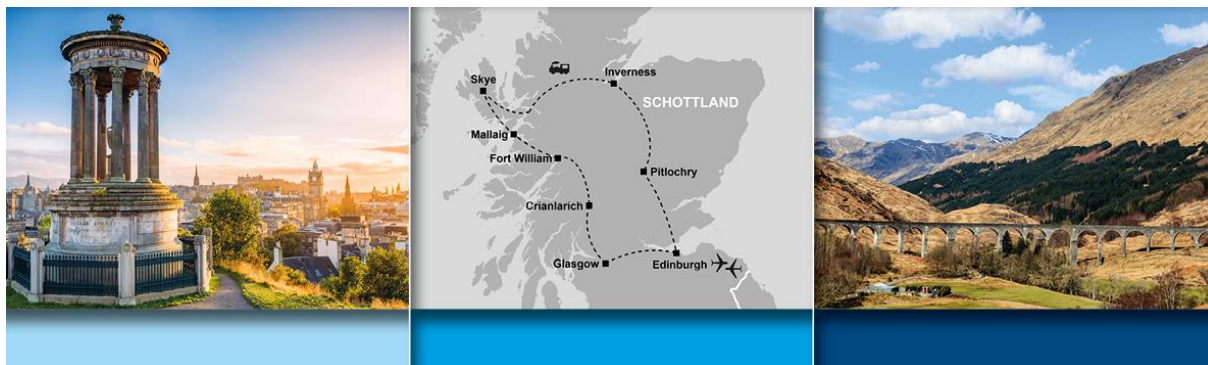 Skye
Inverness
SCHOTTLAND
Mallaig
Fort William
Pitlochry
Crianlarich
Glasgow
Edinburgh